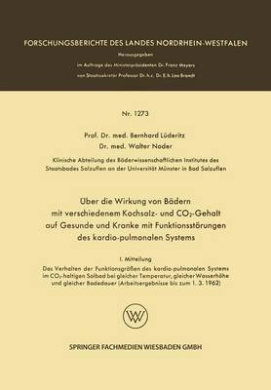 FORSCHUNGSBERICHTE DES LANDES NORDRHEIN-WESTFALEN
Herausgegeben
im Auftrage des Ministerpräsidenten Dr. Franz Meyers
von Staatssekretär Professor Dr. h. c. Dr. E. h. Leo Brandt
Nr. 1273
Prof. Dr. med. Bernhard Lüderitz
Dr. med. Walter Noder
Klinische Abteilung des Bäderwissenschaftlichen Institutes des
Staatsbades Salzuflen an der Universität Münster in Bad Salzuflen
Über die Wirkung von Bädern
mit verschiedenem Kochsalz- und CO₂-Gehalt
auf Gesunde und Kranke mit Funktionsstörungen
des kardio-pulmonalen Systems
I. Mitteilung
Das Verhalten der Funktionsgrößen des kardio-pulmonalen Systems
im CO₂-haltigen Solbad bei gleicher Temperatur, gleicher Wasserhöhe
und gleicher Badedauer (Arbeitsergebnisse bis zum 1. 3. 1962)
SPRINGER FACHMEDIEN WIESBADEN GMBH